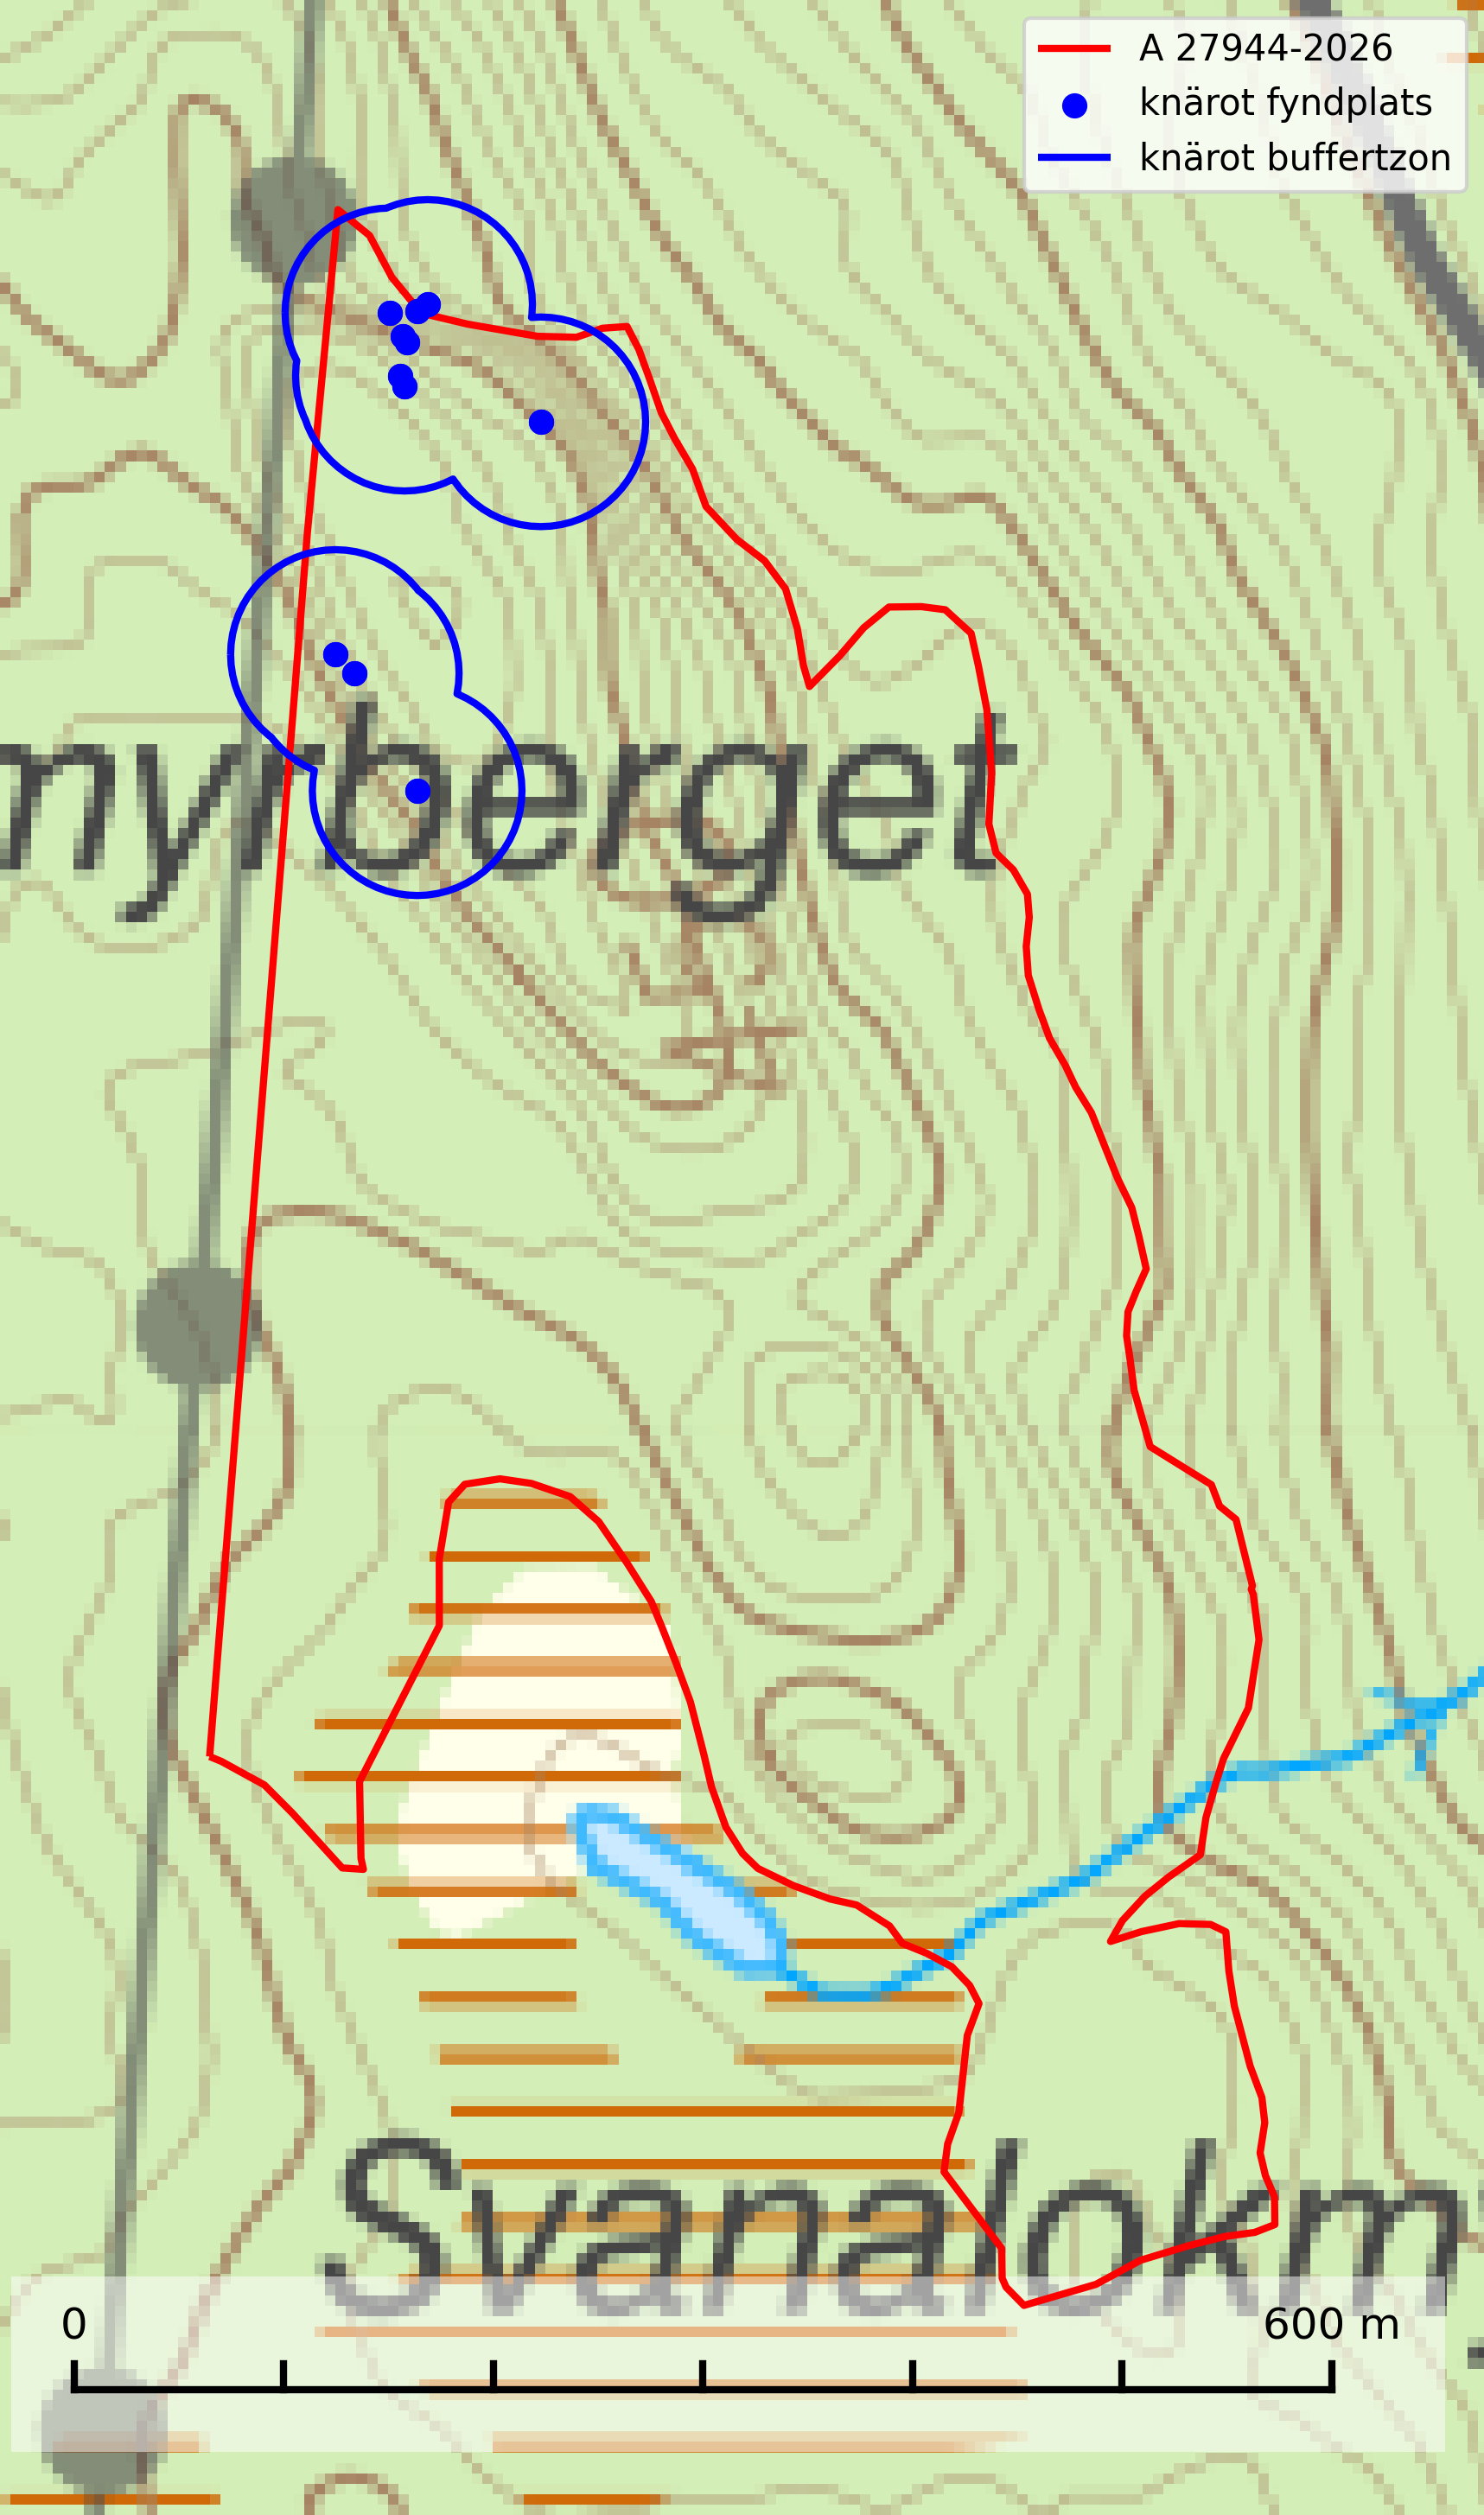 A 27944-2026
knärot fyndplats
knärot buffertzon
myrberget
Svanalokm
0 600 m